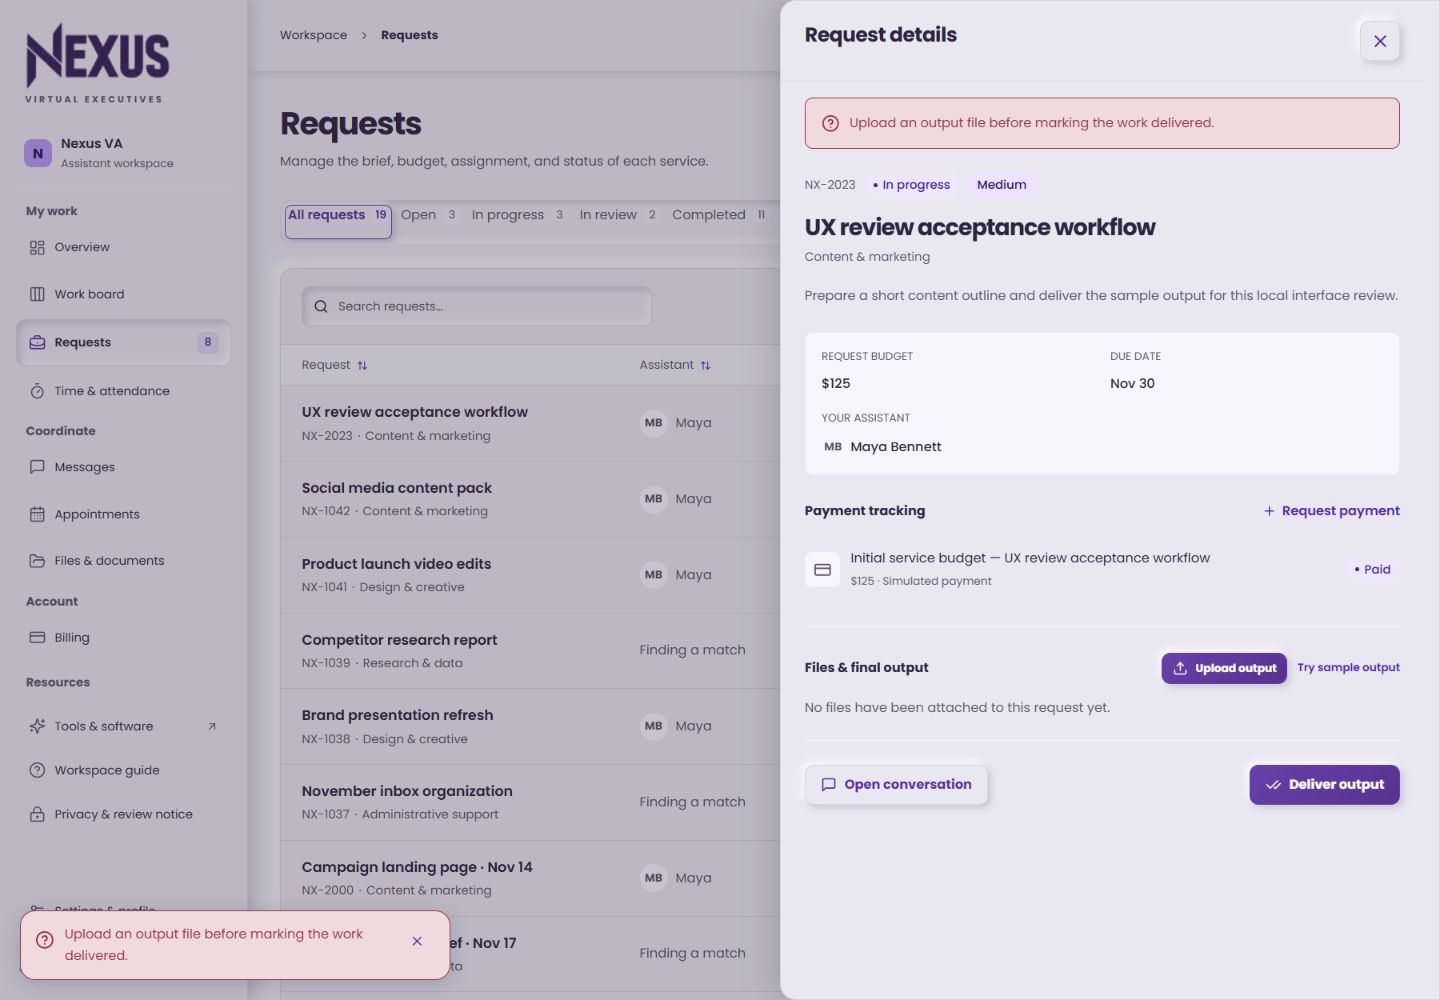 NEXUS
VIRTUAL EXECUTIVES
N
Nexus VA
Assistant workspace
My work
Overview
Work board
Requests 8
Time & attendance
Coordinate
Messages
Appointments
Files & documents
Account
Billing
Resources
Tools & software
Workspace guide
Privacy & review notice
Settings & profile
Workspace > Requests
Requests
Manage the brief, budget, assignment, and status of each service.
All requests 19 Open 3 In progress 3 In review 2 Completed 11
Search requests...
Request Assistant
UX review acceptance workflow
NX-2023 · Content & marketing
MB Maya
Social media content pack
NX-1042 · Content & marketing
MB Maya
Product launch video edits
NX-1041 · Design & creative
MB Maya
Competitor research report
NX-1039 · Research & data
Finding a match
Brand presentation refresh
NX-1038 · Design & creative
MB Maya
November inbox organization
NX-1037 · Administrative support
Finding a match
Campaign landing page · Nov 14
NX-2000 · Content & marketing
MB Maya
ef · Nov 17
ta
Finding a match
Upload an output file before marking the work
delivered.
Request details
Upload an output file before marking the work delivered.
NX-2023 • In progress Medium
UX review acceptance workflow
Content & marketing
Prepare a short content outline and deliver the sample output for this local interface review.
REQUEST BUDGET DUE DATE
$125 Nov 30
YOUR ASSISTANT
MB Maya Bennett
Payment tracking + Request payment
Initial service budget — UX review acceptance workflow
$125 · Simulated payment
• Paid
Files & final output Upload output Try sample output
No files have been attached to this request yet.
Open conversation Deliver output